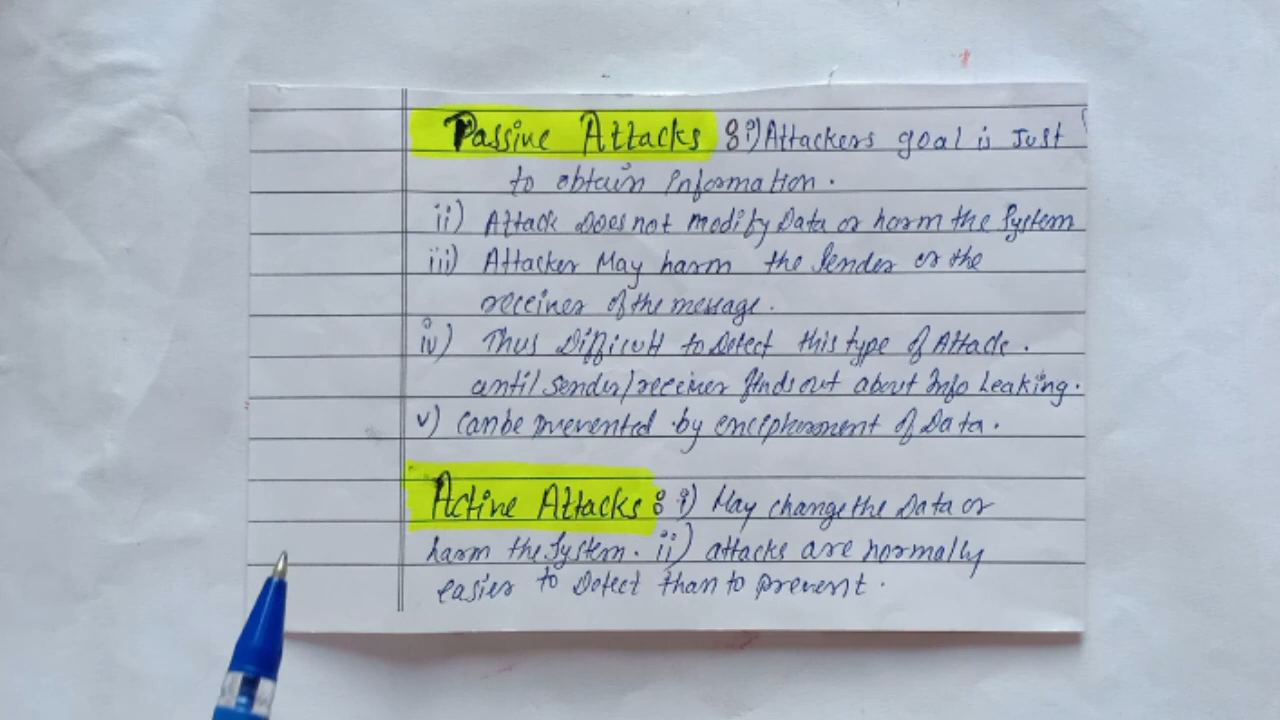 Passive Attacks : i) Attackers goal is Just
to obtain Information.
ii) Attack Does not modify Data or harm the System
iii) Attacker May harm the Sender or the
receiver of the message.
iv) Thus Difficult to Detect this type of Attack.
until sender/receiver finds out about Info Leaking.
v) can be prevented by encipherment of Data.
Active Attacks : i) May change the Data or
harm the System. ii) attacks are normally
easier to Detect than to prevent.